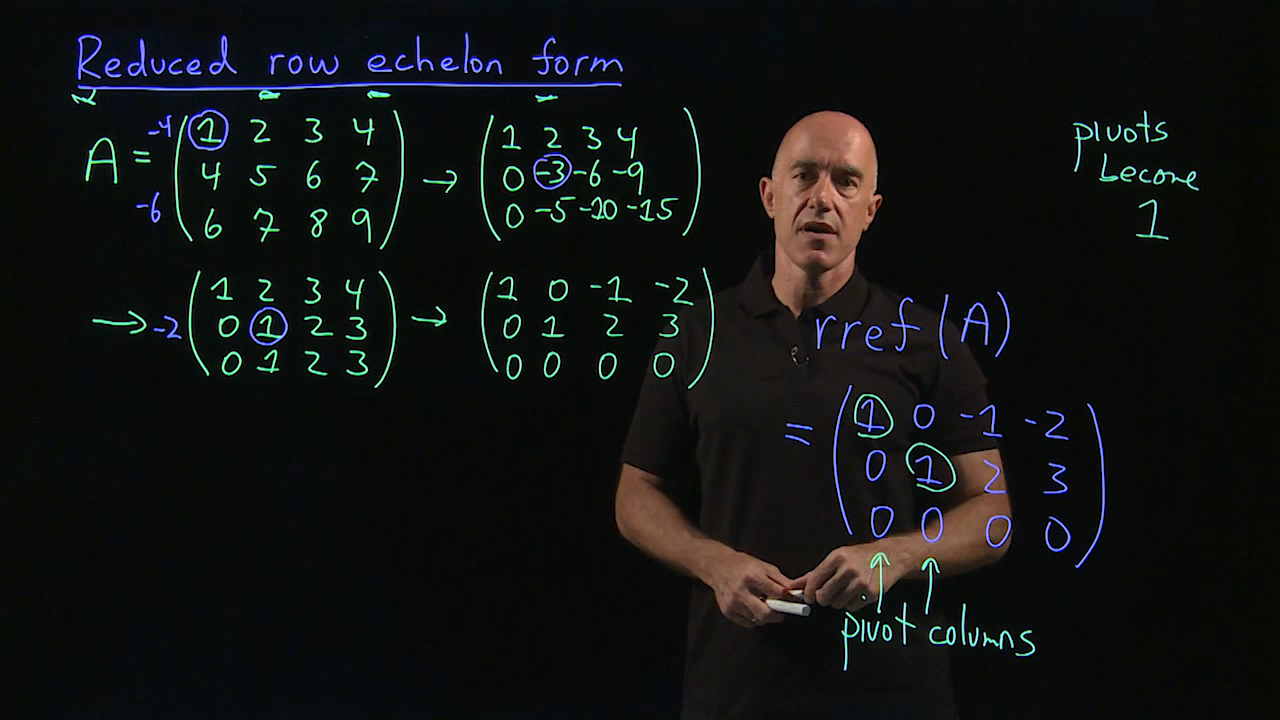 Reduced row echelon form
A = -4 ( 1 2 3 4 ) → ( 1 2 3 4 )
4 5 6 7 0 -3 -6 -9
-6 6 7 8 9 0 -5 -10 -15
→ ( 1 2 3 4 ) → ( 1 0 -1 -2 )
-2 0 1 2 3 0 1 2 3
0 1 2 3 0 0 0 0
pivots
become
1
rref(A)
= ( 1 0 -1 -2 )
0 1 2 3
0 0 0 0
↑ ↑
pivot columns